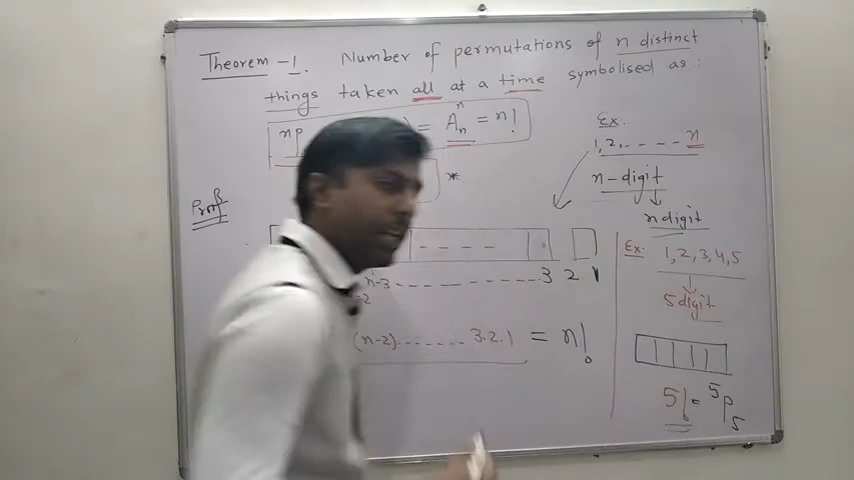 Theorem-1. Number of permutations of n distinct
things taken all at a time symbolised as:
nP = Aⁿₙ = n!
*
Proof
n-3 --------- 3 2 1
-2
(n-2)....... 3.2.1 = n!
Ex.
1,2,.....n
n-digit
n digit
Ex. 1,2,3,4,5
5 digit
5! = ⁵P₅